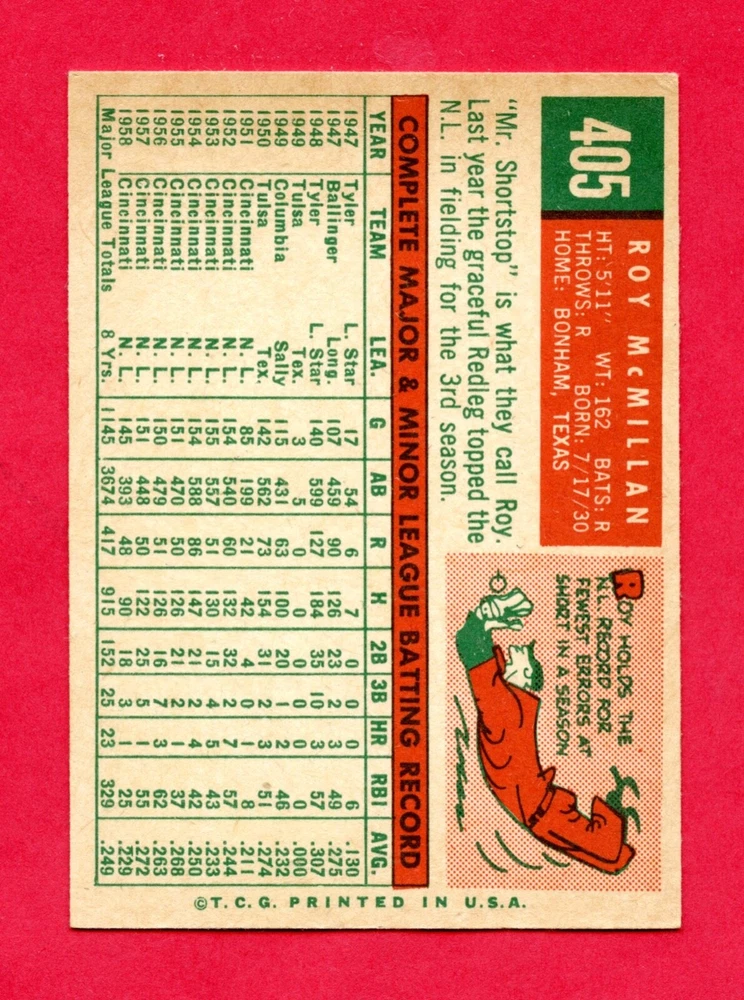 405
ROY McMILLAN
HT: 5'11" WT: 162 BATS: R
THROWS: R BORN: 7/17/30
HOME: BONHAM, TEXAS
"Mr. Shortstop" is what they call Roy.
Last year the graceful Redleg topped the
N.L. in fielding for the 3rd season.
ROY HOLDS THE
N.L. RECORD FOR
FEWEST ERRORS AT
SHORT IN A SEASON
COMPLETE MAJOR & MINOR LEAGUE BATTING RECORD
YEAR TEAM LEA. G AB R H 2B 3B HR RBI AVG.
1947 Tyler L. Star 17 54 6 7 0 0 0 6 .130
1947 Ballinger Long. 107 459 90 126 23 2 3 49 .275
1948 Tyler L. Star 140 599 127 184 35 10 3 57 .307
1949 Tulsa Tex. 3 5 0 0 0 0 0 0 .000
1949 Columbia Sally 115 431 63 100 20 1 2 46 .232
1950 Tulsa Tex. 142 562 73 154 31 2 3 51 .274
1951 Cincinnati N. L. 85 199 21 42 4 0 1 8 .211
1952 Cincinnati N. L. 154 540 60 132 32 2 7 57 .244
1953 Cincinnati N. L. 155 557 51 130 15 4 5 43 .233
1954 Cincinnati N. L. 154 588 86 147 21 2 4 42 .250
1955 Cincinnati N. L. 151 470 50 126 21 2 1 37 .268
1956 Cincinnati N. L. 150 479 51 126 16 7 3 62 .263
1957 Cincinnati N. L. 151 448 50 122 25 5 1 55 .272
1958 Cincinnati N. L. 145 393 48 90 18 3 1 25 .229
Major League Totals 8 Yrs. 1145 3674 417 915 152 25 23 329 .249
©T.C.G. PRINTED IN U.S.A.